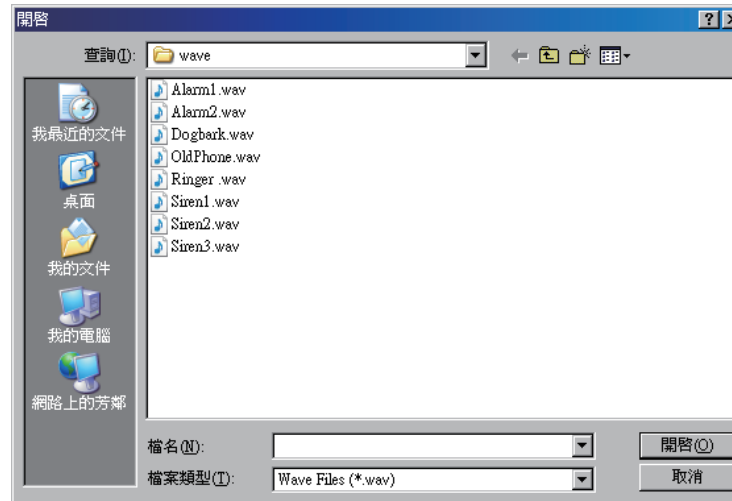 開啓
查詢(I): wave
Alarm1.wav
Alarm2.wav
Dogbark.wav
OldPhone.wav
Ringer .wav
Siren1.wav
Siren2.wav
Siren3.wav
我最近的文件
桌面
我的文件
我的電腦
網路上的芳鄰
檔名(N):
開啓(O)
檔案類型(T): Wave Files (*.wav)
取消